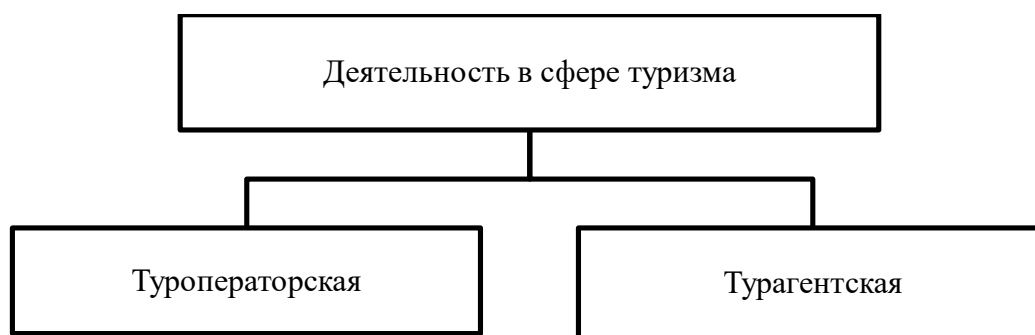 Деятельность в сфере туризма
Туроператорская
Турагентская